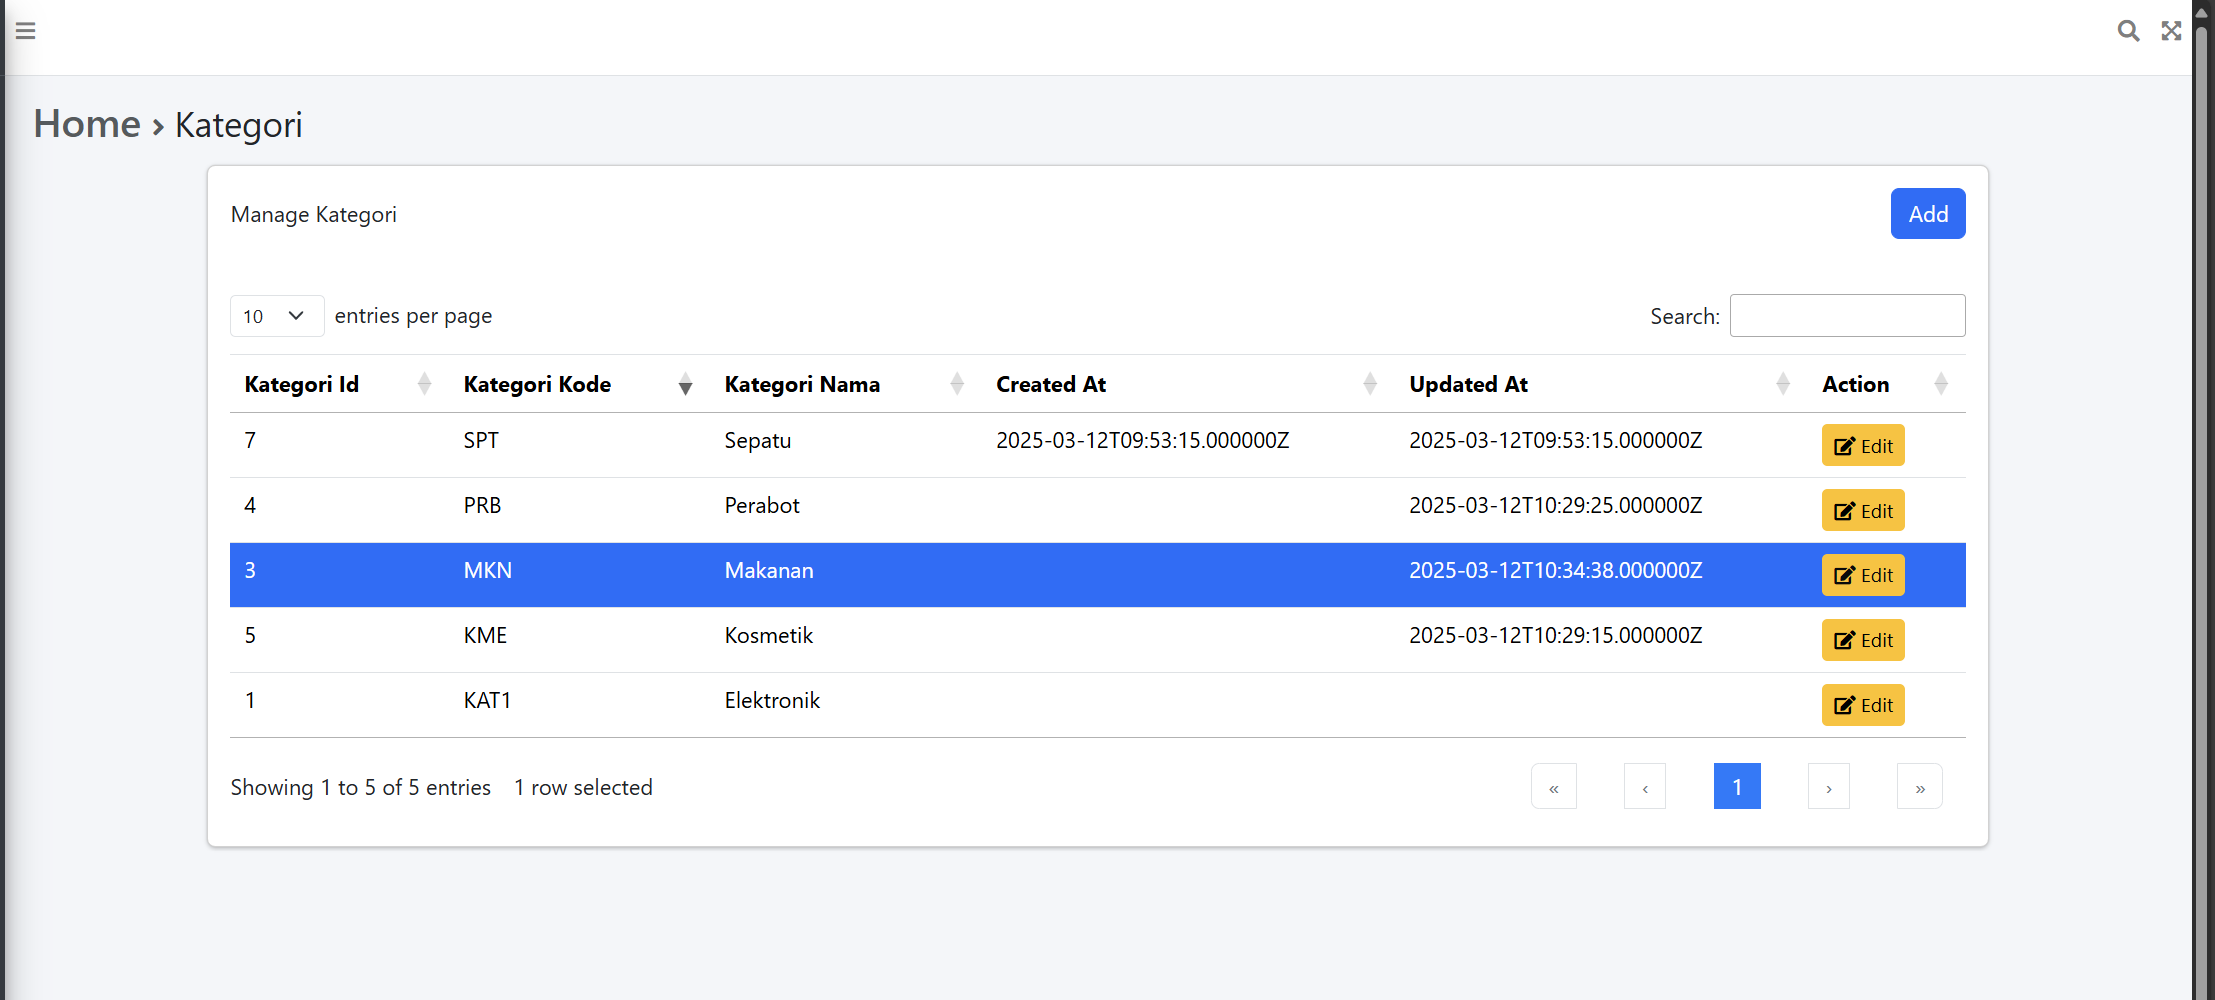 Home › Kategori
Manage Kategori
Add
10 entries per page
Search:
Kategori Id Kategori Kode Kategori Nama Created At Updated At Action
7 SPT Sepatu 2025-03-12T09:53:15.000000Z 2025-03-12T09:53:15.000000Z Edit
4 PRB Perabot 2025-03-12T10:29:25.000000Z Edit
3 MKN Makanan 2025-03-12T10:34:38.000000Z Edit
5 KME Kosmetik 2025-03-12T10:29:15.000000Z Edit
1 KAT1 Elektronik Edit
Showing 1 to 5 of 5 entries 1 row selected
« ‹ 1 › »